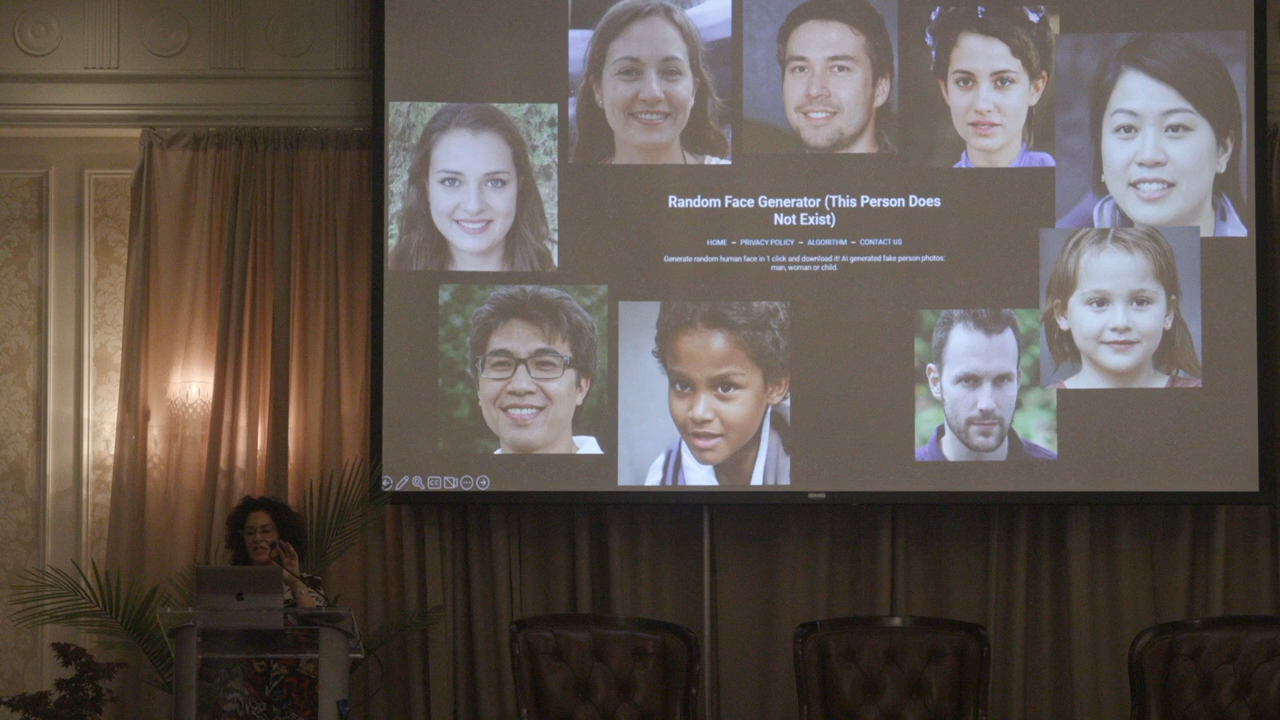 Random Face Generator (This Person Does
Not Exist)
HOME – PRIVACY POLICY – ALGORITHM – CONTACT US
Generate random human face in 1 click and download it! AI generated fake person photos:
man, woman or child.
CC